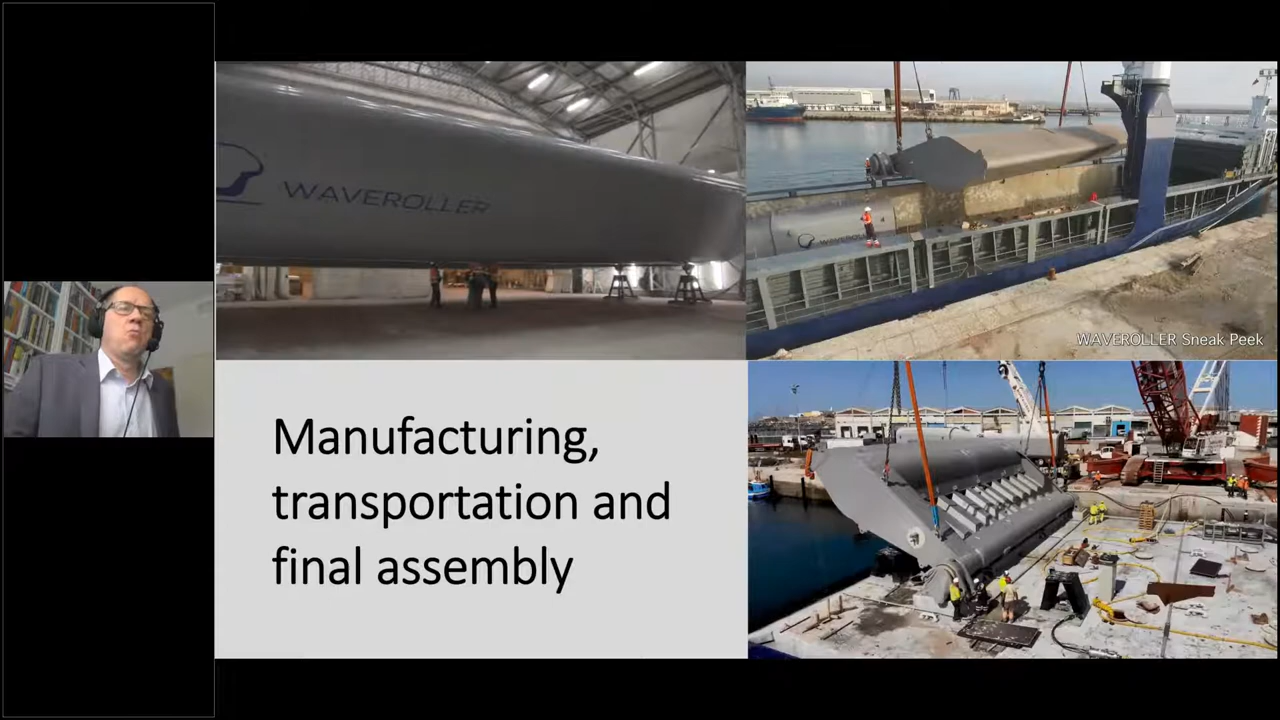 WAVEROLLER
WAVEROLLER Sneak Peek
Manufacturing,
transportation and
final assembly